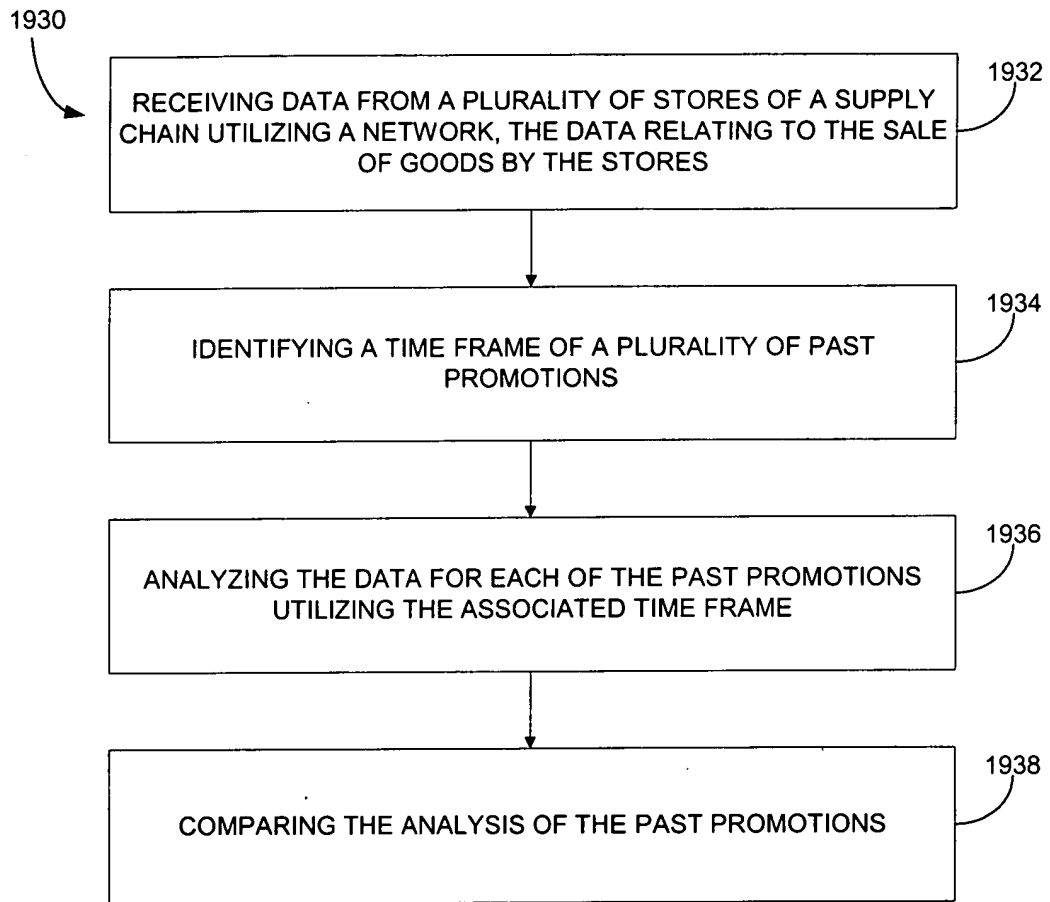 1930
1932
RECEIVING DATA FROM A PLURALITY OF STORES OF A SUPPLY
CHAIN UTILIZING A NETWORK, THE DATA RELATING TO THE SALE
OF GOODS BY THE STORES
1934
IDENTIFYING A TIME FRAME OF A PLURALITY OF PAST
PROMOTIONS
1936
ANALYZING THE DATA FOR EACH OF THE PAST PROMOTIONS
UTILIZING THE ASSOCIATED TIME FRAME
1938
COMPARING THE ANALYSIS OF THE PAST PROMOTIONS